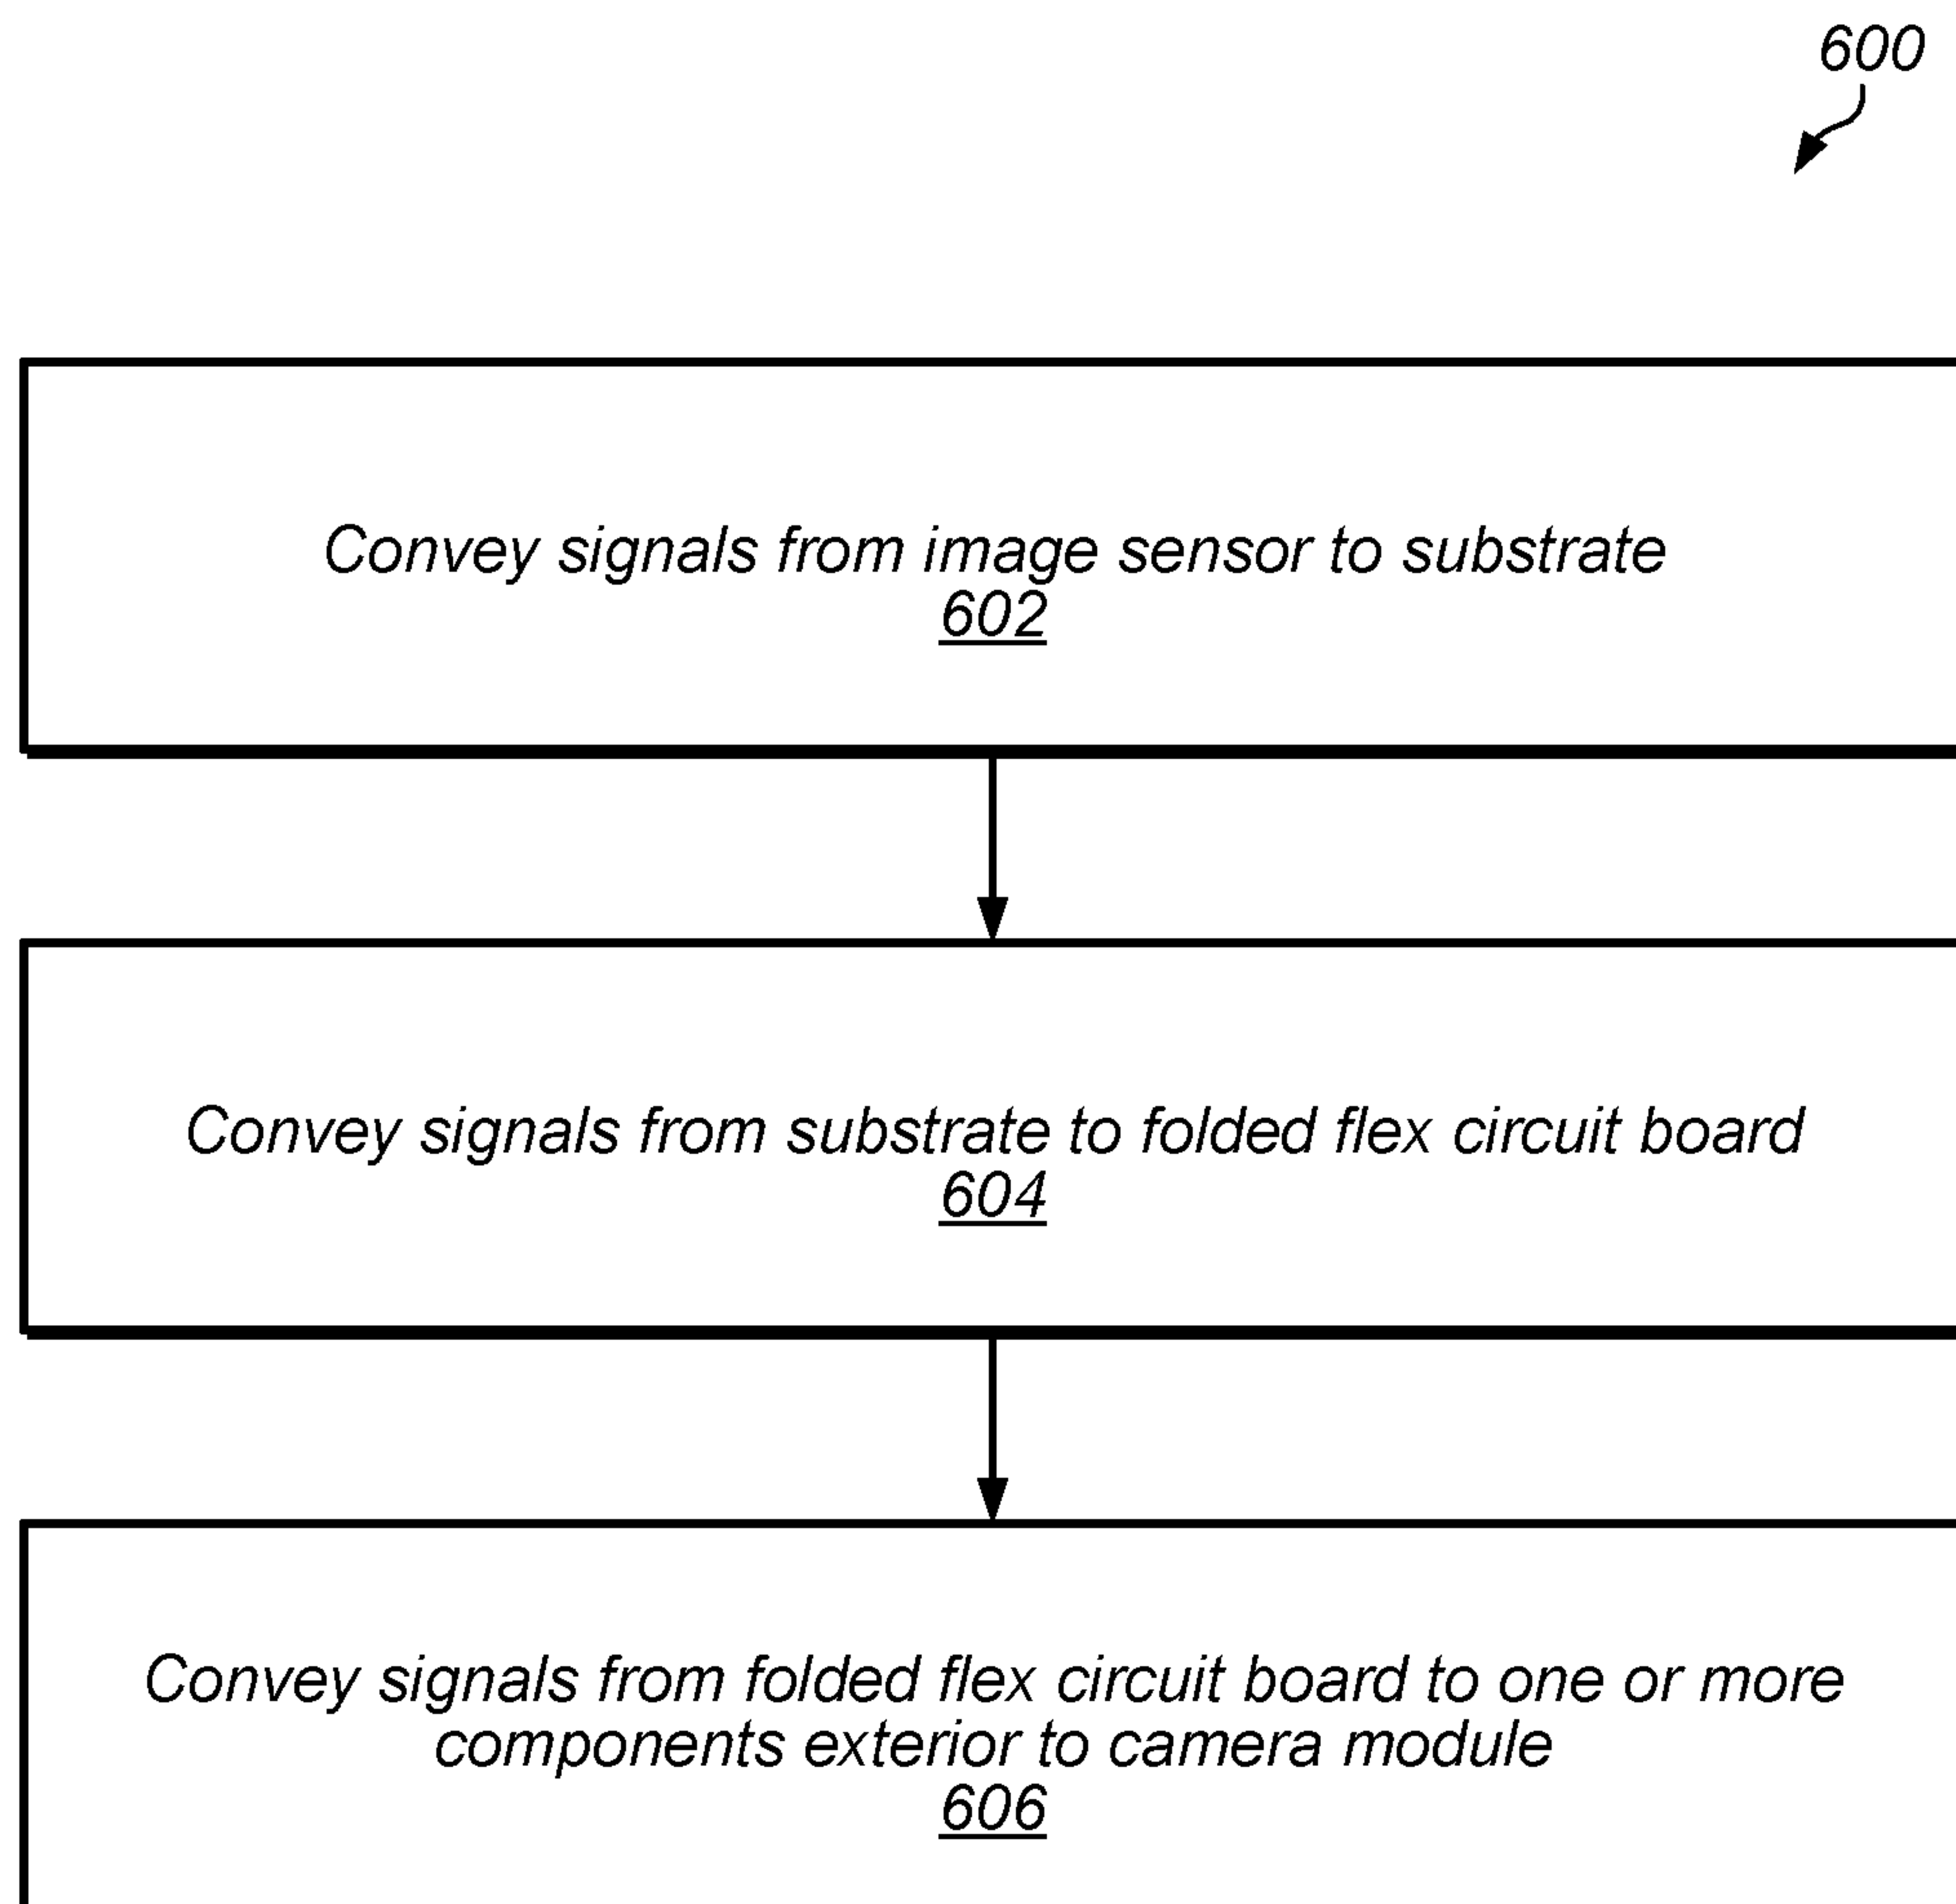 600
Convey signals from image sensor to substrate
602
Convey signals from substrate to folded flex circuit board
604
Convey signals from folded flex circuit board to one or more
components exterior to camera module
606